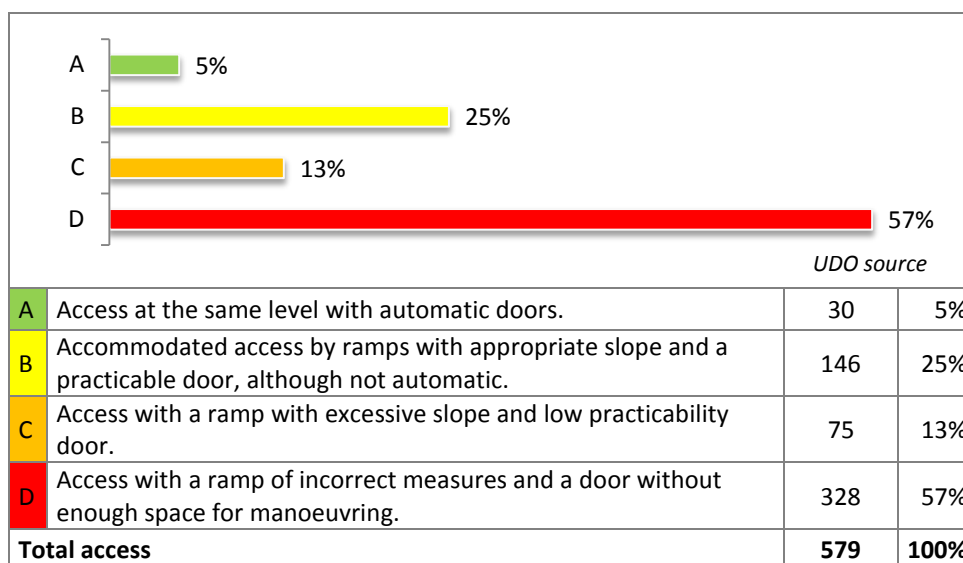 A 5%
B 25%
C 13%
D 57%
UDO source
A Access at the same level with automatic doors. 30 5%
Accommodated access by ramps with appropriate slope and a
B practicable door, although not automatic. 146 25%
Access with a ramp with excessive slope and low practicability
C door. 75 13%
Access with a ramp of incorrect measures and a door without
D enough space for manoeuvring. 328 57%
Total access 579 100%